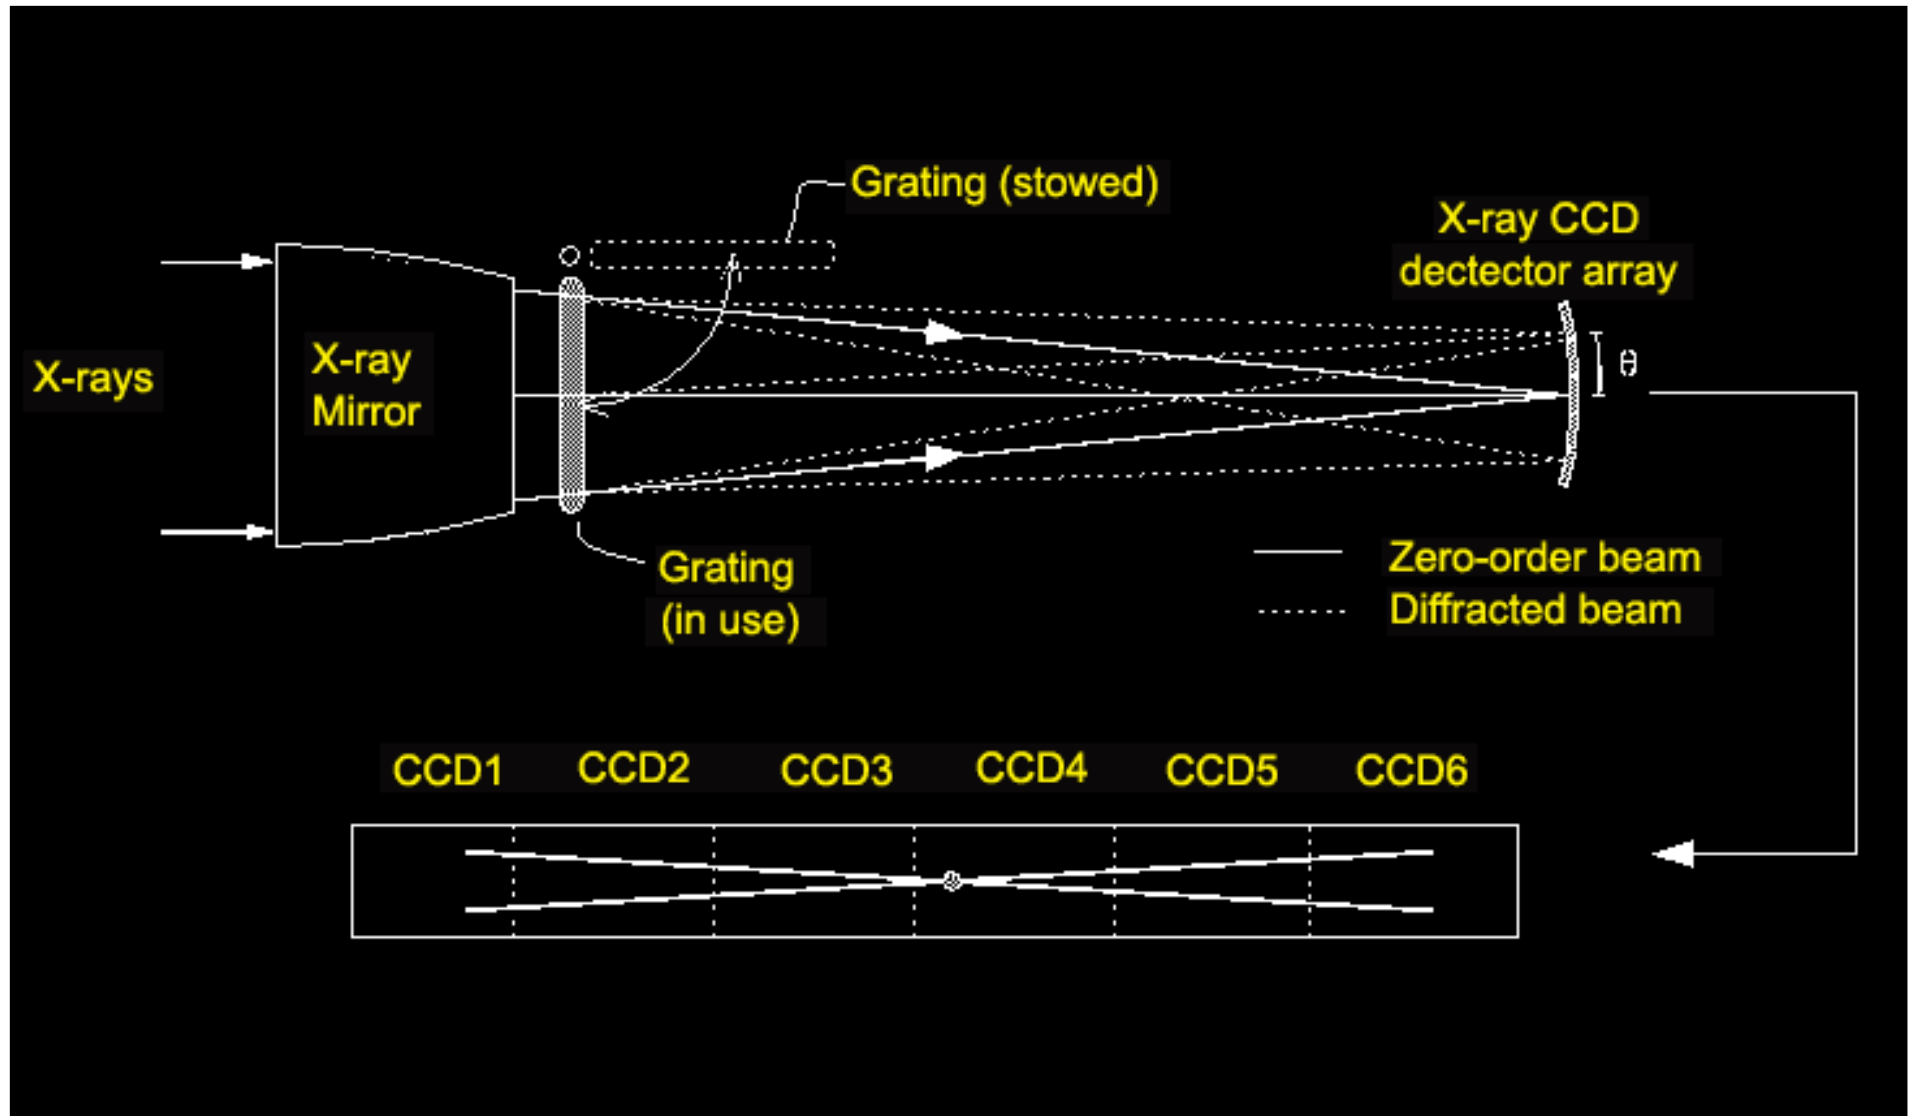 Grating (stowed)
X-ray CCD
dectector array
X-rays
X-ray
Mirror
θ
Grating
(in use)
Zero-order beam
Diffracted beam
CCD1 CCD2 CCD3 CCD4 CCD5 CCD6